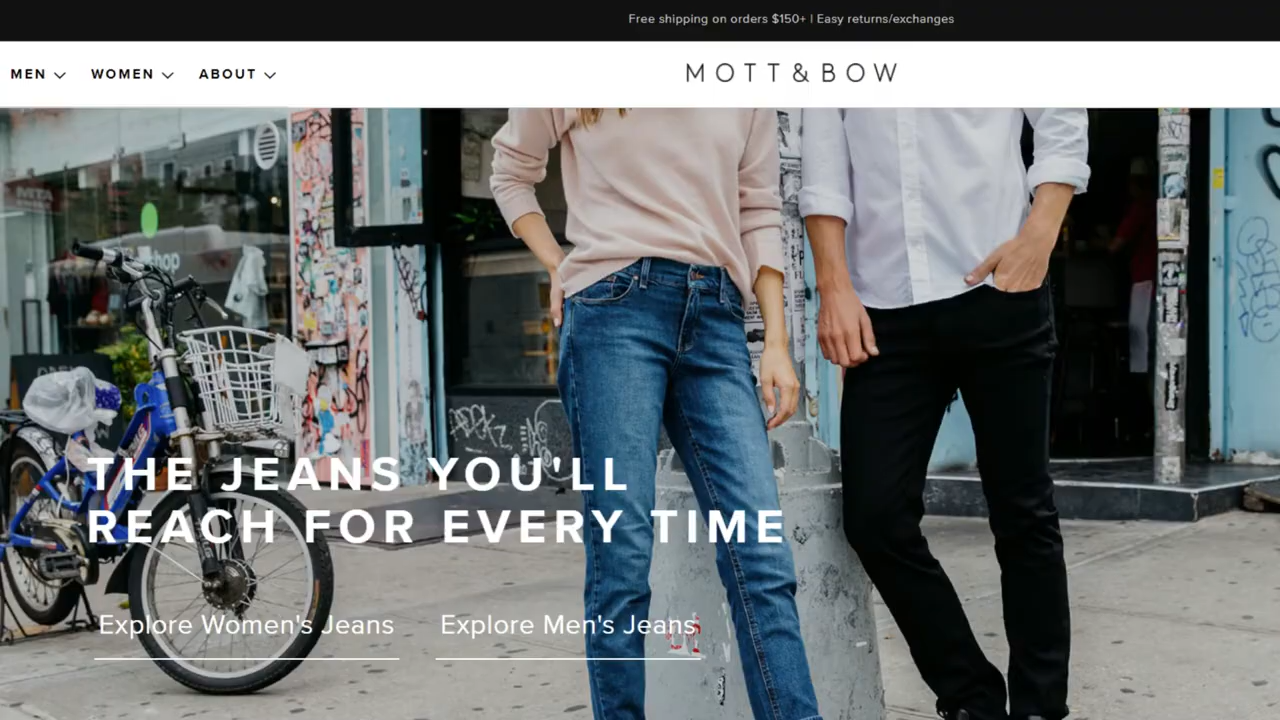 Free shipping on orders $150+ | Easy returns/exchanges
MEN WOMEN ABOUT
MOTT & BOW
shop
THE JEANS YOU'LL
REACH FOR EVERY TIME
Explore Women's Jeans Explore Men's Jeans